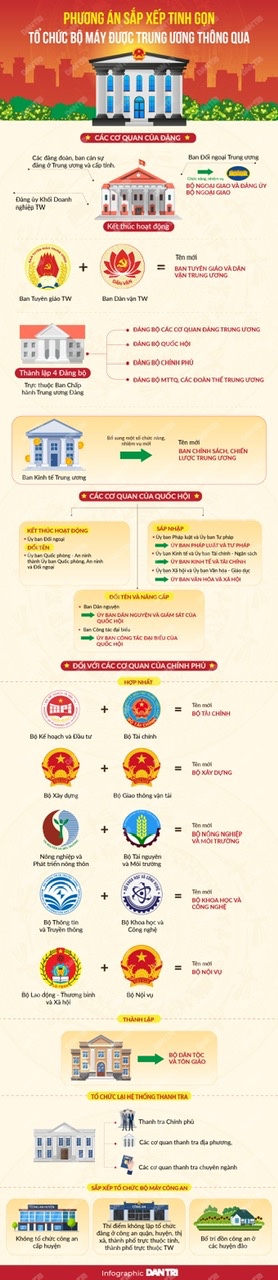 PHƯƠNG ÁN SẮP XẾP TINH GỌN
TỔ CHỨC BỘ MÁY ĐƯỢC TRUNG ƯƠNG THÔNG QUA
CÁC CƠ QUAN CỦA ĐẢNG
Các đảng đoàn, ban cán sự
đảng ở Trung ương và cấp tỉnh.
Đảng ủy Khối Doanh
nghiệp TW
Kết thúc hoạt động
Ban Đối ngoại Trung ương
Chức năng, nhiệm vụ
BỘ NGOẠI GIAO VÀ ĐẢNG ỦY
BỘ NGOẠI GIAO
Ban Tuyên giáo TW
+
DÂN VẬN
Ban Dân vận TW
=
Tên mới
BAN TUYÊN GIÁO VÀ DÂN
VẬN TRUNG ƯƠNG
Thành lập 4 Đảng bộ
Trực thuộc Ban Chấp
hành Trung ương Đảng
ĐẢNG BỘ CÁC CƠ QUAN ĐẢNG TRUNG ƯƠNG
ĐẢNG BỘ QUỐC HỘI
ĐẢNG BỘ CHÍNH PHỦ
ĐẢNG BỘ MTTQ, CÁC ĐOÀN THỂ TRUNG ƯƠNG
Ban Kinh tế Trung ương
Bổ sung một số chức năng,
nhiệm vụ mới
Tên mới
BAN CHÍNH SÁCH, CHIẾN
LƯỢC TRUNG ƯƠNG
CÁC CƠ QUAN CỦA QUỐC HỘI
KẾT THÚC HOẠT ĐỘNG
Ủy ban Đối ngoại
ĐỔI TÊN
Ủy ban Quốc phòng - An ninh
thành Ủy ban Quốc phòng, An ninh
và Đối ngoại
SÁP NHẬP
Ủy ban Pháp luật và Ủy ban Tư pháp
ỦY BAN PHÁP LUẬT VÀ TƯ PHÁP
Ủy ban Kinh tế và Ủy ban Tài chính - Ngân sách
ỦY BAN KINH TẾ VÀ TÀI CHÍNH
Ủy ban Xã hội và Ủy ban Văn hóa - Giáo dục
ỦY BAN VĂN HÓA VÀ XÃ HỘI
ĐỔI TÊN VÀ NÂNG CẤP
Ban Dân nguyện
ỦY BAN DÂN NGUYỆN VÀ GIÁM SÁT CỦA
QUỐC HỘI
Ban Công tác đại biểu
ỦY BAN CÔNG TÁC ĐẠI BIỂU CỦA
QUỐC HỘI
ĐỐI VỚI CÁC CƠ QUAN CỦA CHÍNH PHỦ
HỢP NHẤT
mpi
Bộ Kế hoạch và Đầu tư
+
Bộ Tài chính
=
Tên mới
BỘ TÀI CHÍNH
Bộ Xây dựng
+
Bộ Giao thông vận tải
=
Tên mới
BỘ XÂY DỰNG
Nông nghiệp và
Phát triển nông thôn
+
Bộ Tài nguyên
và Môi trường
=
Tên mới
BỘ NÔNG NGHIỆP
VÀ MÔI TRƯỜNG
Bộ Thông tin
và Truyền thông
+
Bộ Khoa học và
Công nghệ
=
Tên mới
BỘ KHOA HỌC VÀ
CÔNG NGHỆ
Bộ Lao động - Thương binh
và Xã hội
+
Bộ Nội vụ
=
Tên mới
BỘ NỘI VỤ
THÀNH LẬP
BỘ DÂN TỘC
VÀ TÔN GIÁO
TỔ CHỨC LẠI HỆ THỐNG THANH TRA
Thanh tra Chính phủ
Các cơ quan thanh tra địa phương,
Các cơ quan thanh tra chuyên ngành
SẮP XẾP TỔ CHỨC BỘ MÁY CÔNG AN
CÔNG AN HUYỆN
Không tổ chức công an
cấp huyện
Thí điểm không lập tổ chức
đảng ở công an quận, huyện, thị
xã, thành phố trực thuộc tỉnh,
thành phố trực thuộc TW
Bố trí đồn công an ở
các huyện đảo
Infographic DANTRI